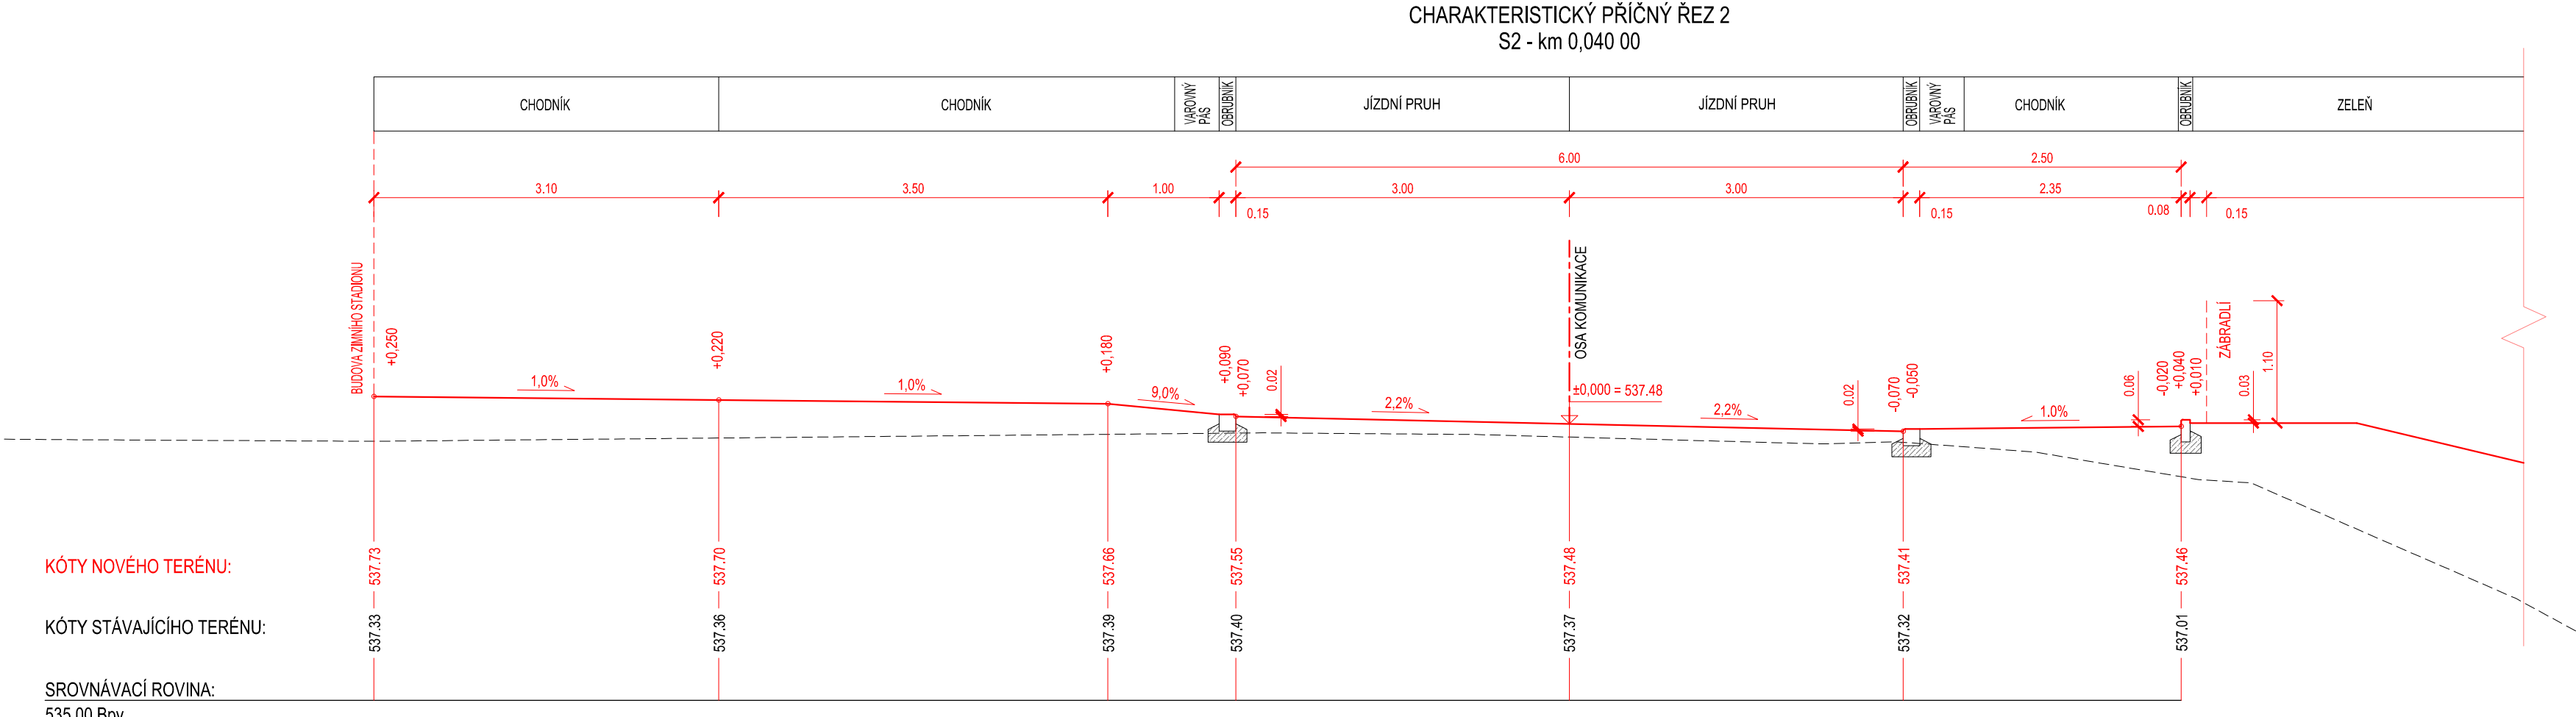 CHARAKTERISTICKÝ PŘÍČNÝ ŘEZ 2
S2 - km 0,040 00
CHODNÍK
CHODNÍK
VAROVNÝ
PÁS
OBRUBNÍK
JÍZDNÍ PRUH
JÍZDNÍ PRUH
OBRUBNÍK
VAROVNÝ
PÁS
CHODNÍK
OBRUBNÍK
ZELEŇ
6.00
2.50
3.10
3.50
1.00
0.15
3.00
3.00
0.15
2.35
0.08
0.15
BUDOVA ZIMNÍHO STADIONU
+0,250
+0,220
+0,180
+0,090
+0,070
0.02
OSA KOMUNIKACE
±0,000 = 537.48
0.02
-0,070
-0,050
0.06
-0,020
+0,040
+0,010
ZÁBRADLÍ
0.03
1.10
1,0%
1,0%
9,0%
2,2%
2,2%
1.0%
KÓTY NOVÉHO TERÉNU:
537.73
537.70
537.66
537.55
537.48
537.41
537.46
KÓTY STÁVAJÍCÍHO TERÉNU:
537.33
537.36
537.39
537.40
537.37
537.32
537.01
SROVNÁVACÍ ROVINA:
535.00 Bpv